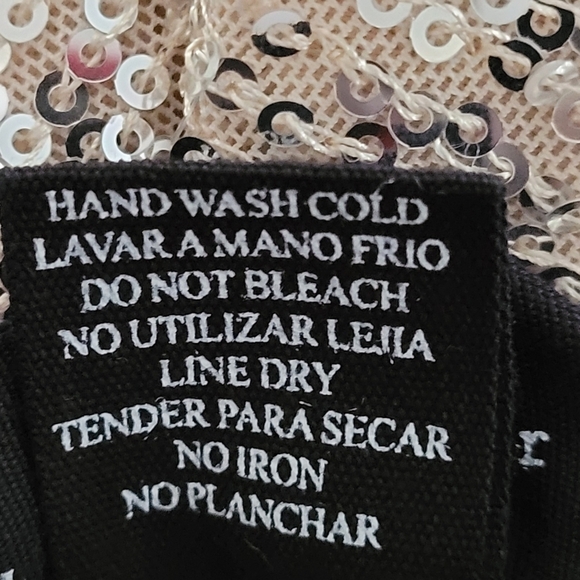 HAND WASH COLD
LAVAR A MANO FRIO
DO NOT BLEACH
NO UTILIZAR LEJIA
LINE DRY
TENDER PARA SECAR
NO IRON
NO PLANCHAR